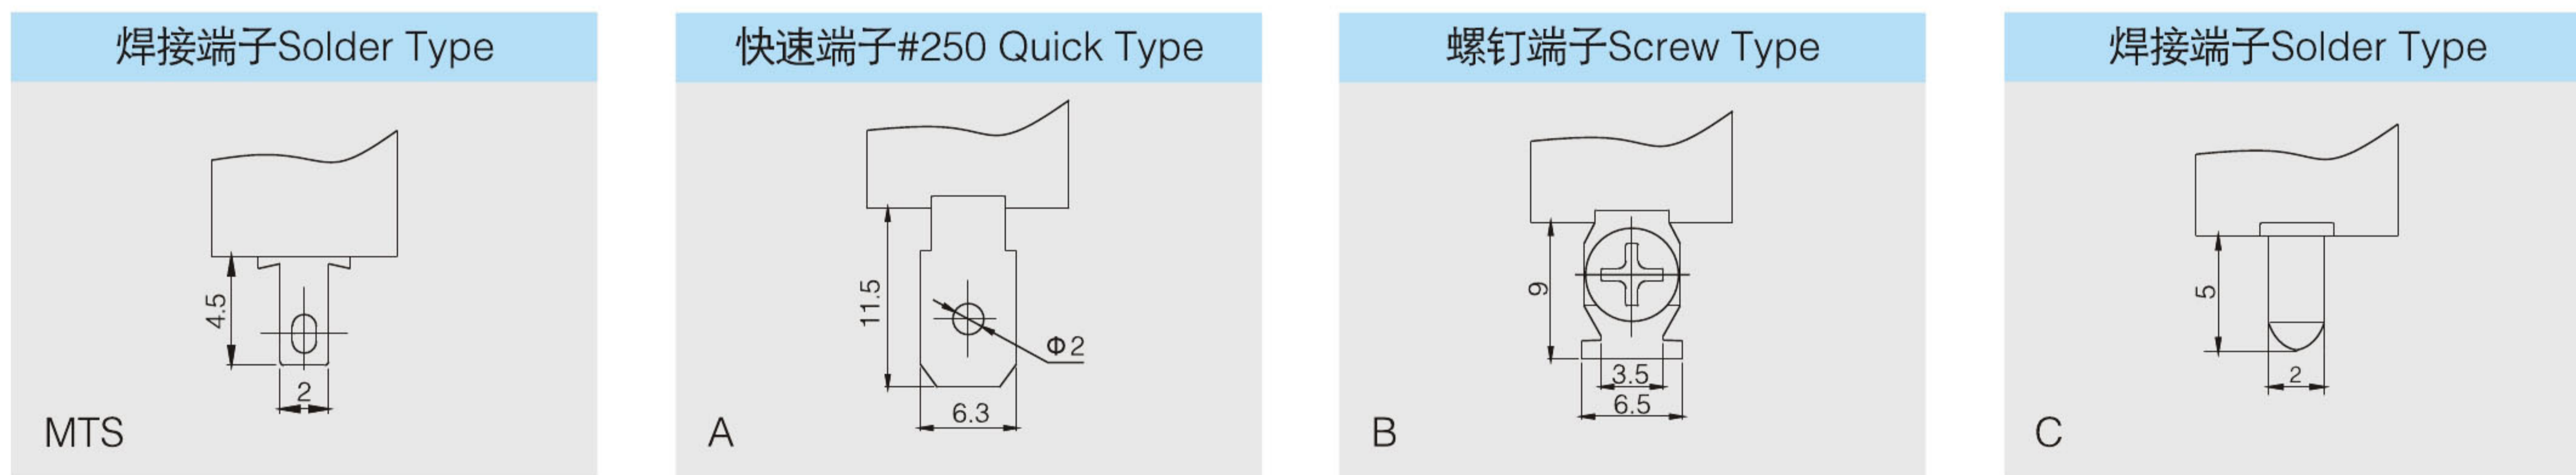 焊接端子Solder Type
4.5
2
MTS
快速端子#250 Quick Type
11.5
Φ2
6.3
A
螺钉端子Screw Type
9
3.5
6.5
B
焊接端子Solder Type
5
2
C